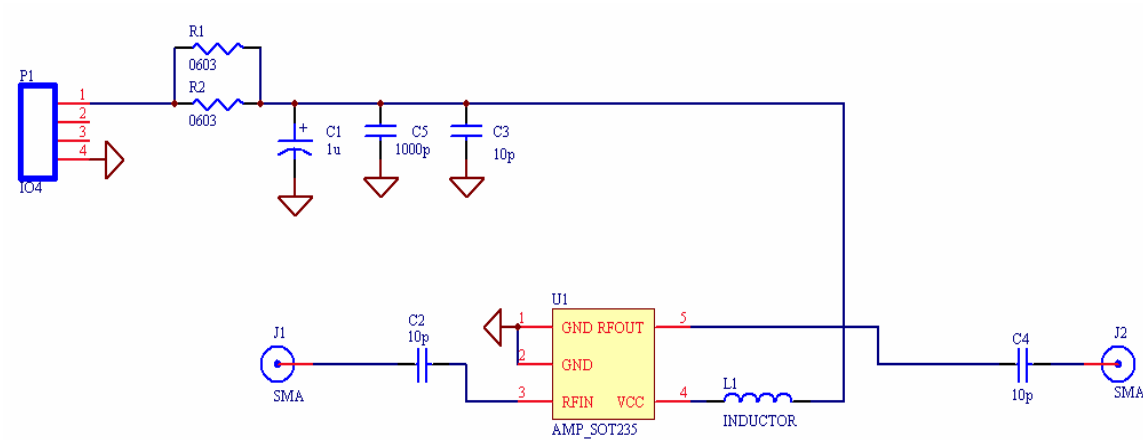 R1
0603
P1
1
R2
2
0603
3
4
IO4
+
C1
1u
C5
1000p
C3
10p
U1
J1
SMA
C2
10p
1
GND RFOUT
5
2
GND
3
RFIN VCC
4
AMP_SOT235
L1
INDUCTOR
C4
10p
J2
SMA